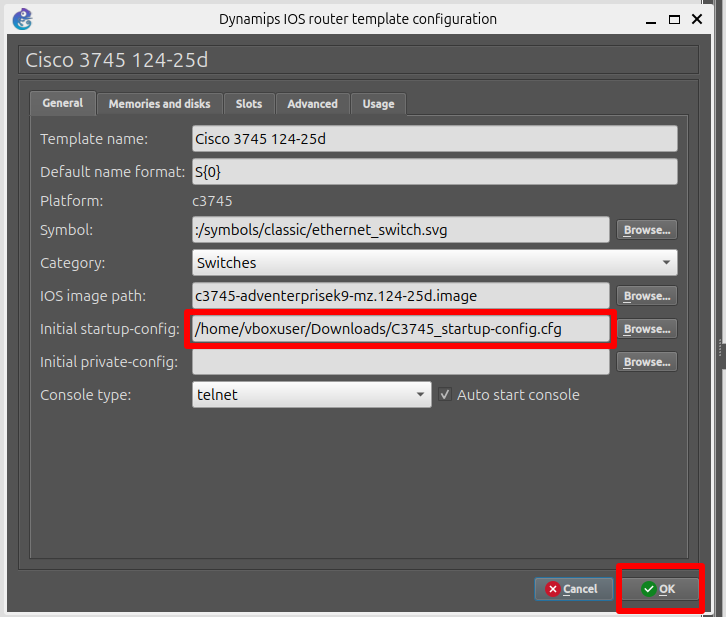 Dynamips IOS router template configuration
Cisco 3745 124-25d
General Memories and disks Slots Advanced Usage
Template name: Cisco 3745 124-25d
Default name format: S{0}
Platform: c3745
Symbol: :/symbols/classic/ethernet_switch.svg Browse...
Category: Switches
IOS image path: c3745-adventerprisek9-mz.124-25d.image Browse...
Initial startup-config: /home/vboxuser/Downloads/C3745_startup-config.cfg Browse...
Initial private-config: Browse...
Console type: telnet Auto start console
Cancel OK